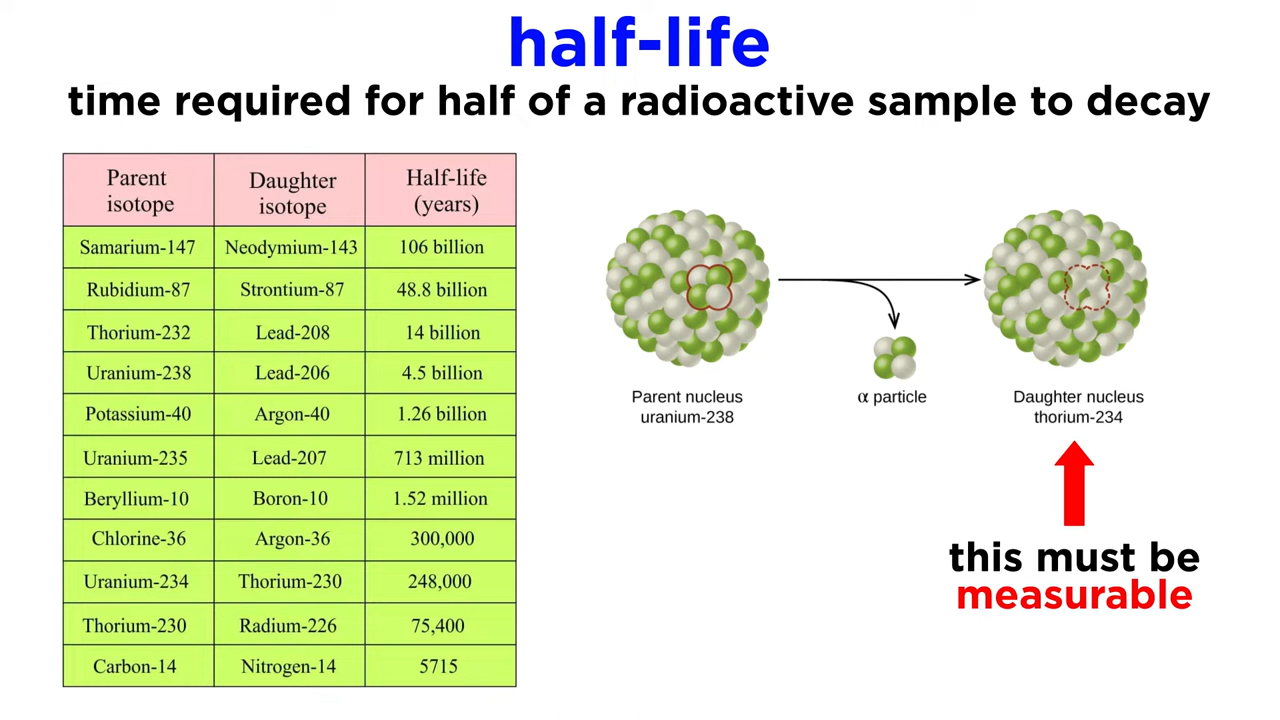 half-life
time required for half of a radioactive sample to decay
Parent isotope Daughter isotope Half-life (years)
Samarium-147 Neodymium-143 106 billion
Rubidium-87 Strontium-87 48.8 billion
Thorium-232 Lead-208 14 billion
Uranium-238 Lead-206 4.5 billion
Potassium-40 Argon-40 1.26 billion
Uranium-235 Lead-207 713 million
Beryllium-10 Boron-10 1.52 million
Chlorine-36 Argon-36 300,000
Uranium-234 Thorium-230 248,000
Thorium-230 Radium-226 75,400
Carbon-14 Nitrogen-14 5715
Parent nucleus
uranium-238
α particle
Daughter nucleus
thorium-234
this must be
measurable